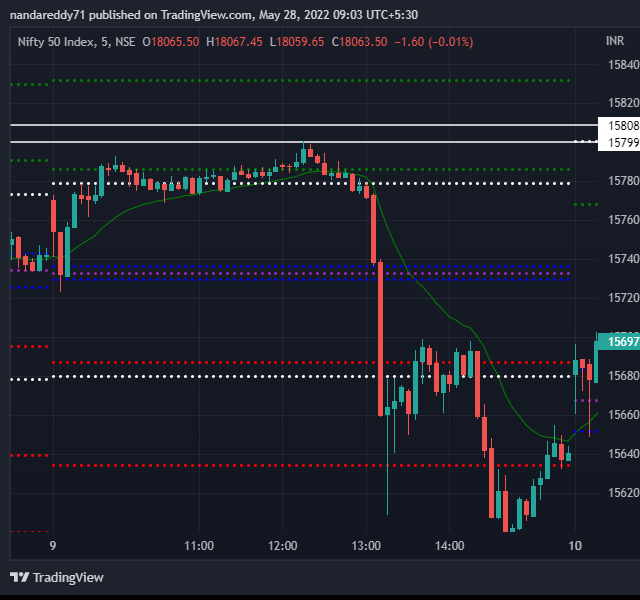 nandareddy71 published on TradingView.com, May 28, 2022 09:03 UTC+5:30
Nifty 50 Index, 5, NSE O18065.50 H18067.45 L18059.65 C18063.50 −1.60 (−0.01%)
INR
15840
15820
15808
15799
15780
15760
15740
15720
15697
15680
15660
15640
15620
9 11:00 12:00 13:00 14:00 10
TradingView